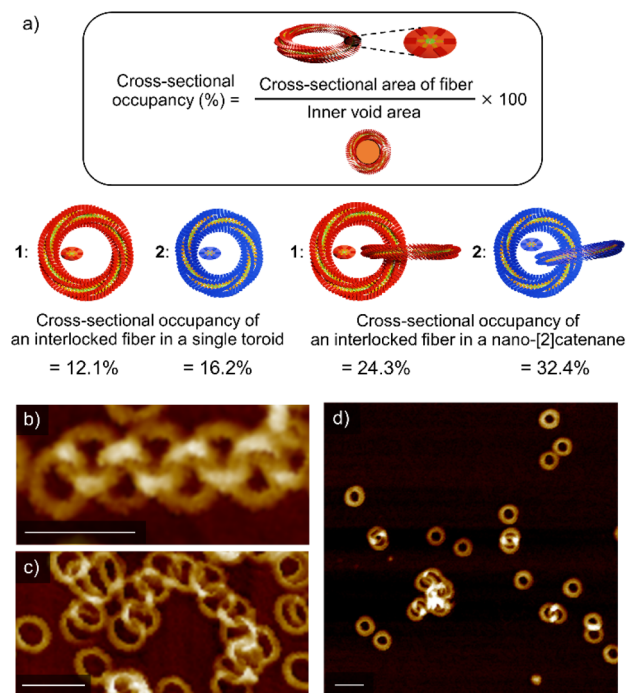 a)
Cross-sectional
occupancy (%) =
Cross-sectional area of fiber
Inner void area
× 100
1:
2:
1:
2:
Cross-sectional occupancy of
an interlocked fiber in a single toroid
= 12.1%
= 16.2%
Cross-sectional occupancy of
an interlocked fiber in a nano-[2]catenane
= 24.3%
= 32.4%
b)
c)
d)